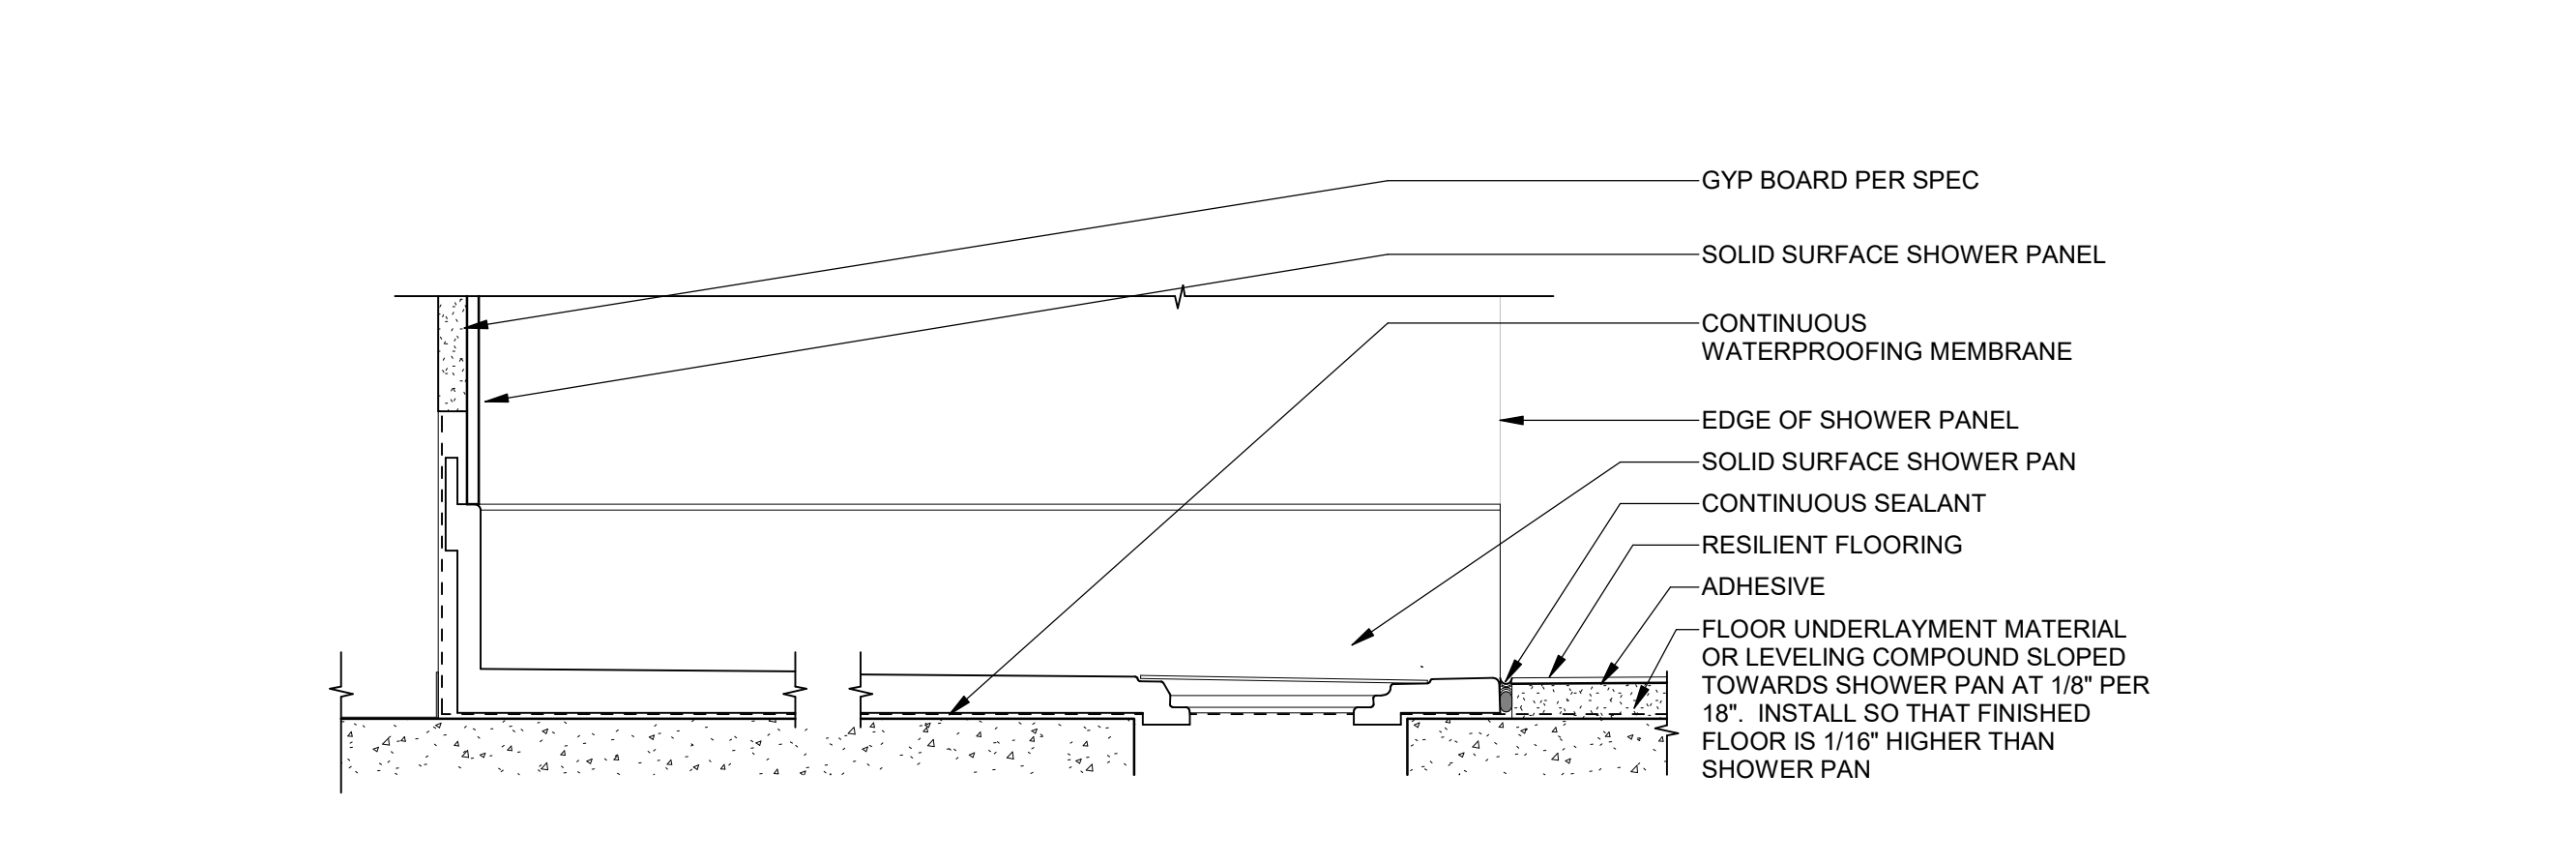 GYP BOARD PER SPEC
SOLID SURFACE SHOWER PANEL
CONTINUOUS
WATERPROOFING MEMBRANE
EDGE OF SHOWER PANEL
SOLID SURFACE SHOWER PAN
CONTINUOUS SEALANT
RESILIENT FLOORING
ADHESIVE
FLOOR UNDERLAYMENT MATERIAL
OR LEVELING COMPOUND SLOPED
TOWARDS SHOWER PAN AT 1/8" PER
18".  INSTALL SO THAT FINISHED
FLOOR IS 1/16" HIGHER THAN
SHOWER PAN